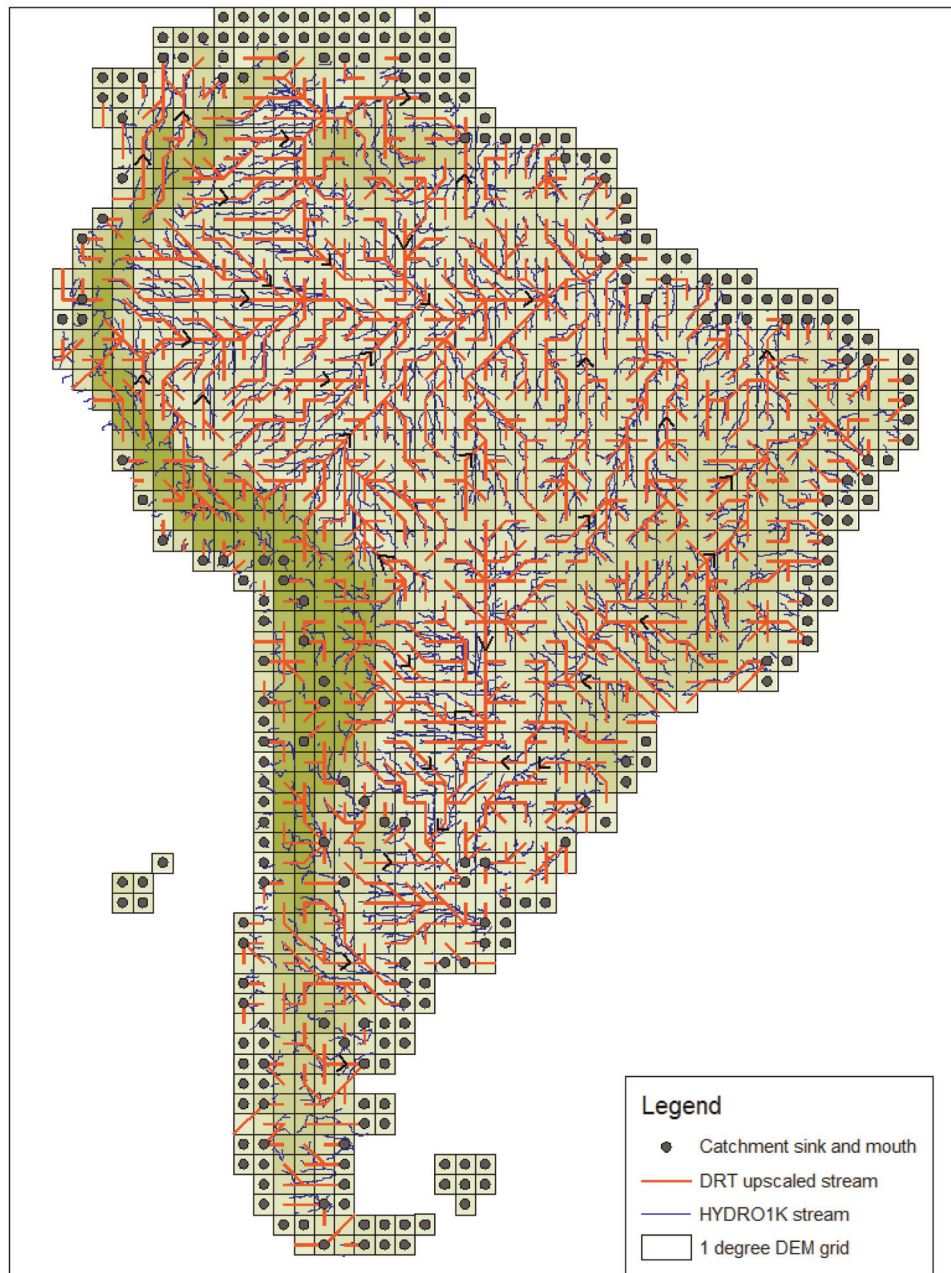 Legend
Catchment sink and mouth
DRT upscaled stream
HYDRO1K stream
1 degree DEM grid